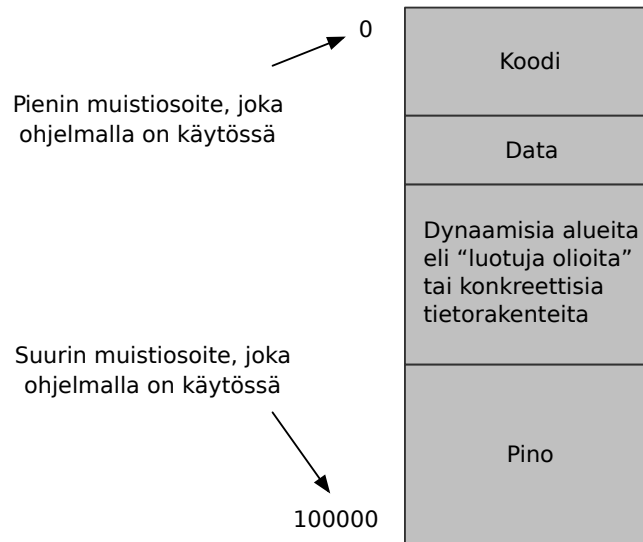 0
Koodi
Pienin muistiosoite, joka
ohjelmalla on käytössä
Data
Dynaamisia alueita
eli “luotuja olioita”
tai konkreettisia
tietorakenteita
Suurin muistiosoite, joka
ohjelmalla on käytössä
Pino
100000